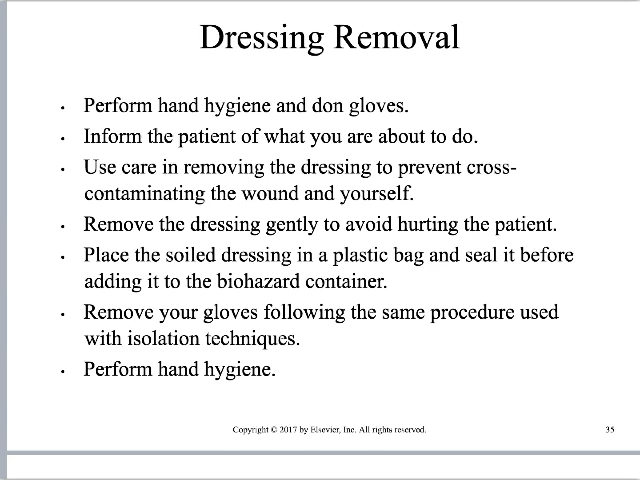 Dressing Removal
• Perform hand hygiene and don gloves.
• Inform the patient of what you are about to do.
• Use care in removing the dressing to prevent cross-
contaminating the wound and yourself.
• Remove the dressing gently to avoid hurting the patient.
• Place the soiled dressing in a plastic bag and seal it before
adding it to the biohazard container.
• Remove your gloves following the same procedure used
with isolation techniques.
• Perform hand hygiene.
Copyright © 2017 by Elsevier, Inc. All rights reserved.
35